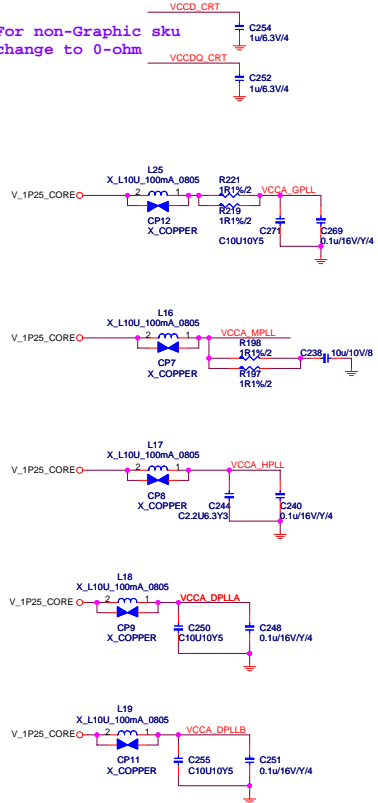 VCCD_CRT
C254
1u/6.3V/4
For non-Graphic sku
change to 0-ohm
VCCDQ_CRT
C252
1u/6.3V/4
L25
X_L10U_100mA_0805
V_1P25_CORE
2 1
CP12
X_COPPER
R221
1R1%/2
R219
1R1%/2
VCCA_GPLL
C271
C10U10Y5
C269
0.1u/16V/Y/4
L16
X_L10U_100mA_0805
V_1P25_CORE
2 1
CP7
X_COPPER
VCCA_MPLL
R198
1R1%/2
R197
1R1%/2
C238
10u/10V/8
L17
X_L10U_100mA_0805
V_1P25_CORE
2 1
CP8
X_COPPER
VCCA_HPLL
C244
C2.2U6.3Y3
C240
0.1u/16V/Y/4
L18
X_L10U_100mA_0805
V_1P25_CORE
2 1
CP9
X_COPPER
VCCA_DPLLA
C250
C10U10Y5
C248
0.1u/16V/Y/4
L19
X_L10U_100mA_0805
V_1P25_CORE
2 1
CP11
X_COPPER
VCCA_DPLLB
C255
C10U10Y5
C251
0.1u/16V/Y/4